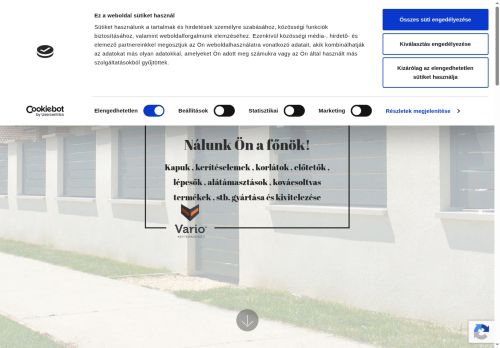 Ez a weboldal sütiket használ
Sütiket használunk a tartalmak és hirdetések személyre szabásához, közösségi funkciók
biztosításához, valamint weboldalforgalmunk elemzéséhez. Ezenkívül közösségi média-, hirdető- és
elemező partnereinkkel megosztjuk az Ön weboldalhasználatra vonatkozó adatait, akik kombinálhatják
az adatokat más olyan adatokkal, amelyeket Ön adott meg számukra vagy az Ön által használt más
szolgáltatásokból gyűjtöttek.
Összes süti engedélyezése
Kiválasztás engedélyezése
Kizárólag az elengedhetetlen
sütiket használja
Cookiebot
by Usercentrics
Elengedhetetlen
Beállítások
Statisztikai
Marketing
Részletek megjelenítése
Nálunk Ön a főnök!
Kapuk , kerítéselemek , korlátok , előtetők ,
lépcsők , alátámasztások , kovácsoltvas
termékek , stb. gyártása és kivitelezése
Vario